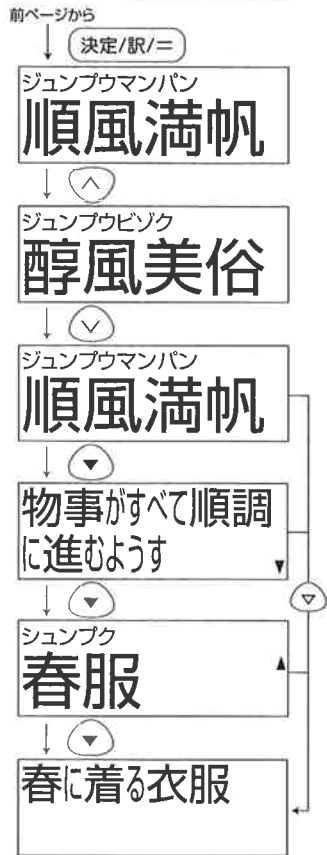 前ページから
決定/訳/=
ジュンプウマンパン
順風満帆
ジュンプウビゾク
醇風美俗
ジュンプウマンパン
順風満帆
物事がすべて順調
に進むようす
シュンプク
春服
春に着る衣服